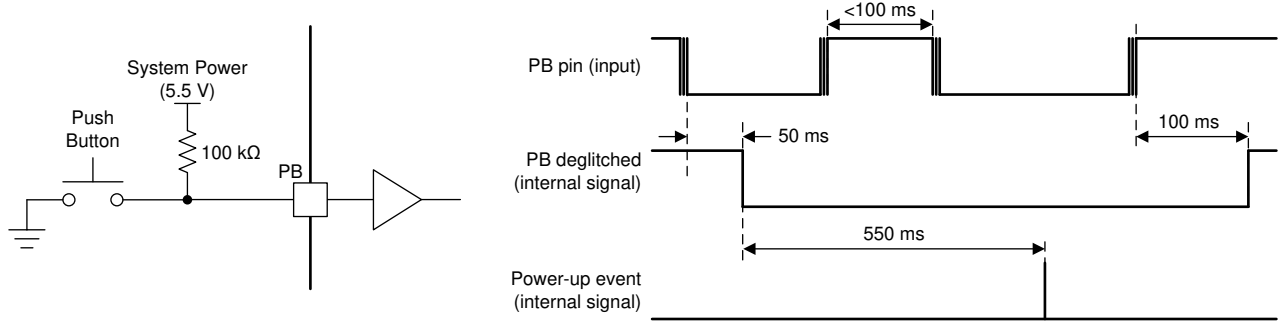 System Power
(5.5 V)
Push
Button
100 kΩ
PB
<100 ms
PB pin (input)
50 ms
100 ms
PB deglitched
(internal signal)
550 ms
Power-up event
(internal signal)